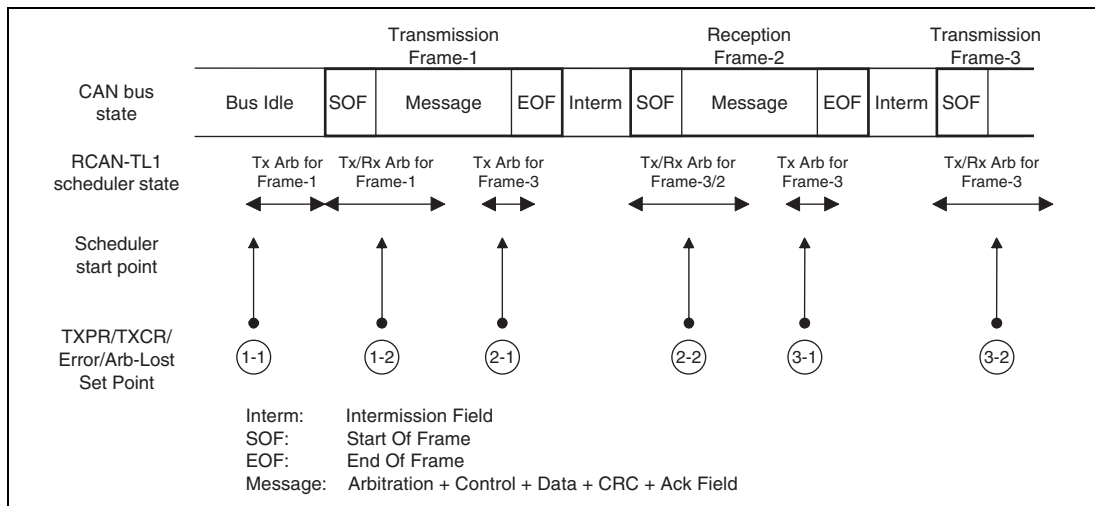 Transmission
Frame-1
Reception
Frame-2
Transmission
Frame-3
CAN bus
state
Bus Idle
SOF
Message
EOF
Interm
SOF
Message
EOF
Interm
SOF
RCAN-TL1
scheduler state
Tx Arb for
Frame-1
Tx/Rx Arb for
Frame-1
Tx Arb for
Frame-3
Tx/Rx Arb for
Frame-3/2
Tx Arb for
Frame-3
Tx/Rx Arb for
Frame-3
Scheduler
start point
TXPR/TXCR/
Error/Arb-Lost
Set Point
1-1
1-2
2-1
2-2
3-1
3-2
Interm: Intermission Field
SOF: Start Of Frame
EOF: End Of Frame
Message: Arbitration + Control + Data + CRC + Ack Field